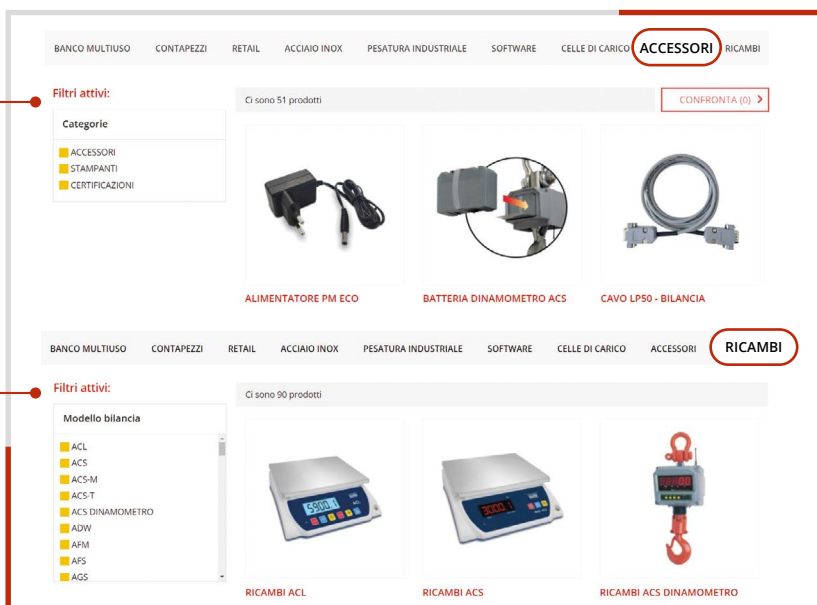 BANCO MULTIUSO CONTAPEZZI RETAIL ACCIAIO INOX PESATURA INDUSTRIALE SOFTWARE CELLE DI CARICO ACCESSORI RICAMBI
Filtri attivi:
Categorie
ACCESSORI
STAMPANTI
CERTIFICAZIONI
Ci sono 51 prodotti
CONFRONTA (0)
ALIMENTATORE PM ECO
BATTERIA DINAMOMETRO ACS
CAVO LP50 - BILANCIA
BANCO MULTIUSO CONTAPEZZI RETAIL ACCIAIO INOX PESATURA INDUSTRIALE SOFTWARE CELLE DI CARICO ACCESSORI RICAMBI
Filtri attivi:
Modello bilancia
ACL
ACS
ACS-M
ACS-T
ACS DINAMOMETRO
ADW
AFM
AFS
AGS
Ci sono 90 prodotti
RICAMBI ACL
RICAMBI ACS
RICAMBI ACS DINAMOMETRO